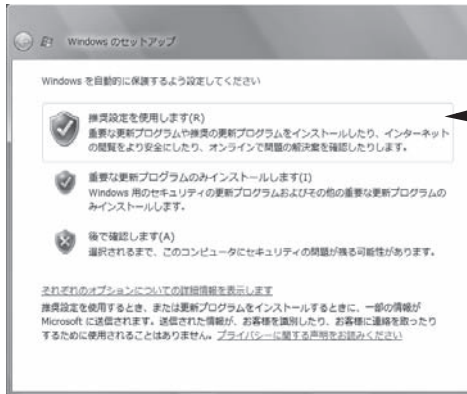 Windows のセットアップ
Windows を自動的に保護するよう設定してください
推奨設定を使用します(R)
重要な更新プログラムや推奨の更新プログラムをインストールしたり、インターネット
の閲覧をより安全にしたり、オンラインで問題の解決策を確認したりします。
重要な更新プログラムのみインストールします(I)
Windows 用のセキュリティの更新プログラムおよびその他の重要な更新プログラムの
みインストールします。
後で確認します(A)
選択されるまで、このコンピュータにセキュリティの問題が残る可能性があります。
それぞれのオプションについての詳細情報を表示します
推奨設定を使用するとき、または更新プログラムをインストールするときに、一部の情報が
Microsoft に送信されます。送信された情報が、お客様を識別したり、お客様に連絡を取ったり
するために使用されることはありません。プライバシーに関する声明をお読みください